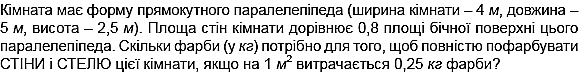 Кімната має форму прямокутного паралелепіпеда (ширина кімнати – 4 м, довжина –
5 м, висота – 2,5 м). Площа стін кімнати дорівнює 0,8 площі бічної поверхні цього
паралелепіпеда. Скільки фарби (у кг) потрібно для того, щоб повністю пофарбувати
СТІНИ і СТЕЛЮ цієї кімнати, якщо на 1 м² витрачається 0,25 кг фарби?